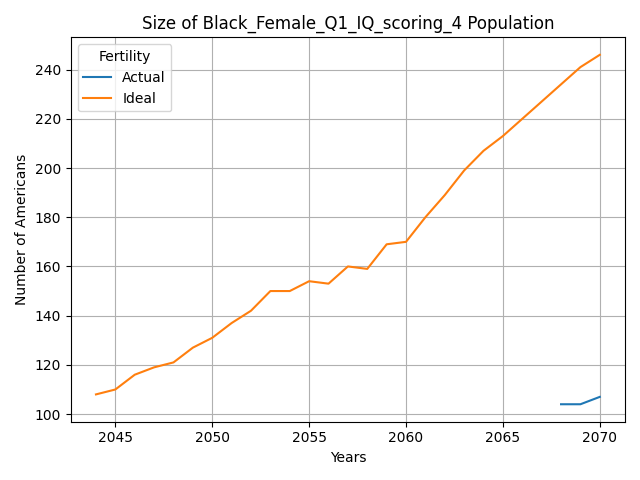 Size of Black_Female_Q1_IQ_scoring_4 Population
Fertility
Actual
Ideal
240
220
200
180
160
140
120
100
Number of Americans
2045 2050 2055 2060 2065 2070
Years